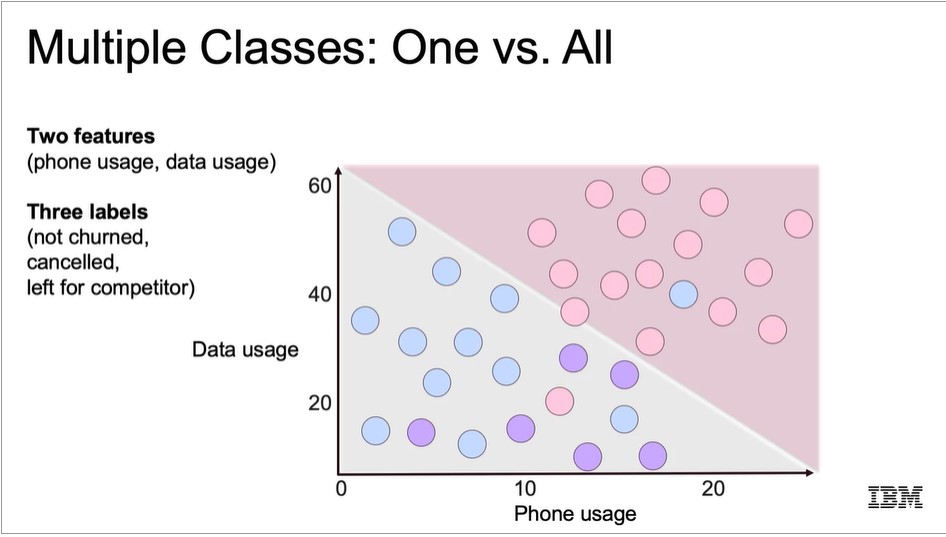 Multiple Classes: One vs. All
Two features
(phone usage, data usage)
Three labels
(not churned,
cancelled,
left for competitor)
Data usage
60
40
20
0
10
20
Phone usage
IBM